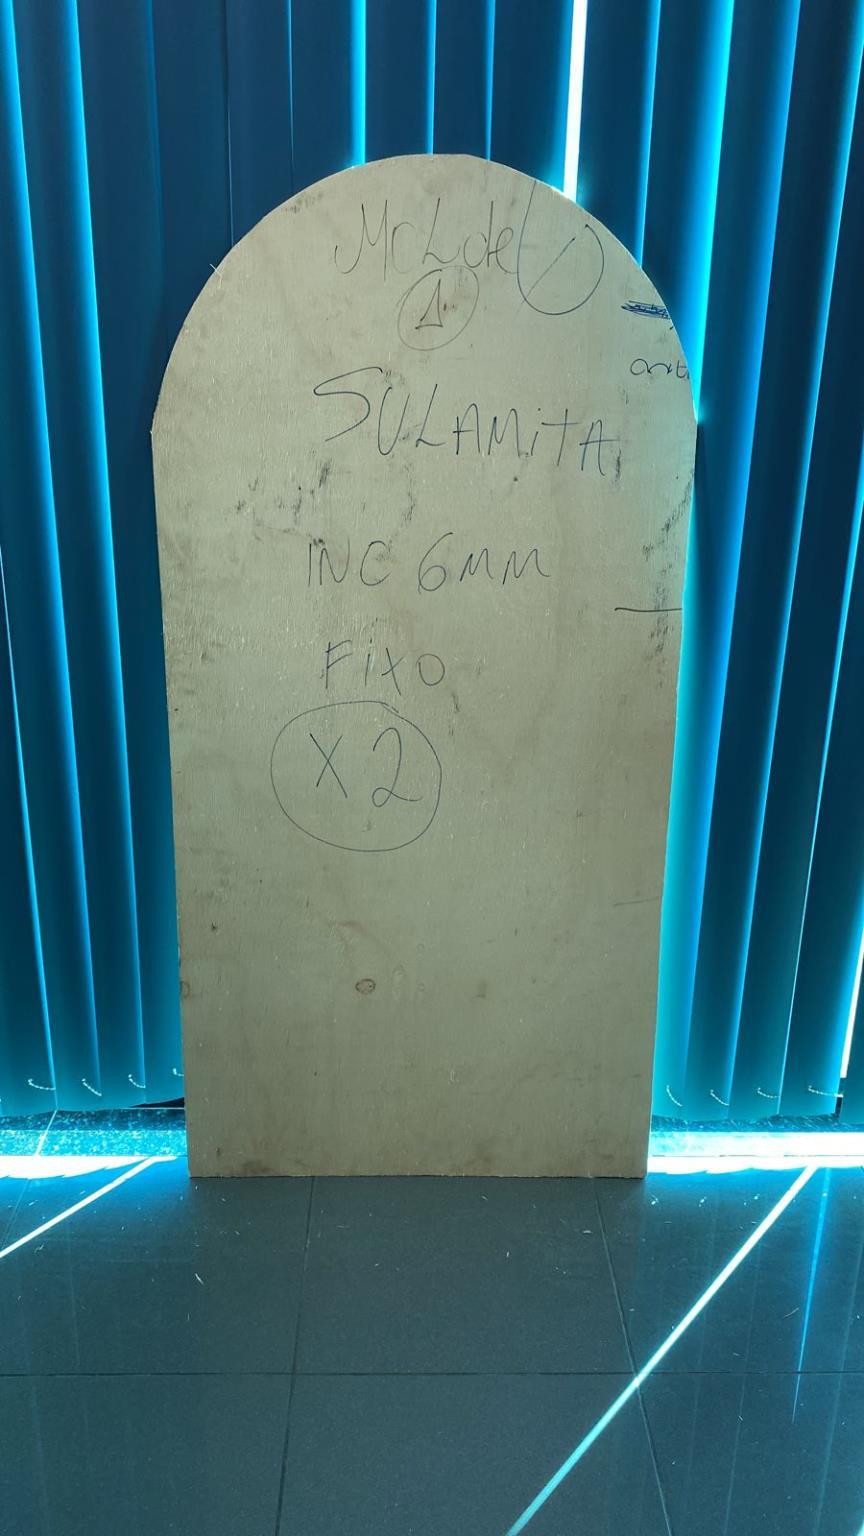 Molde
1
SULAMiTA
INC 6mm
FixO
X2